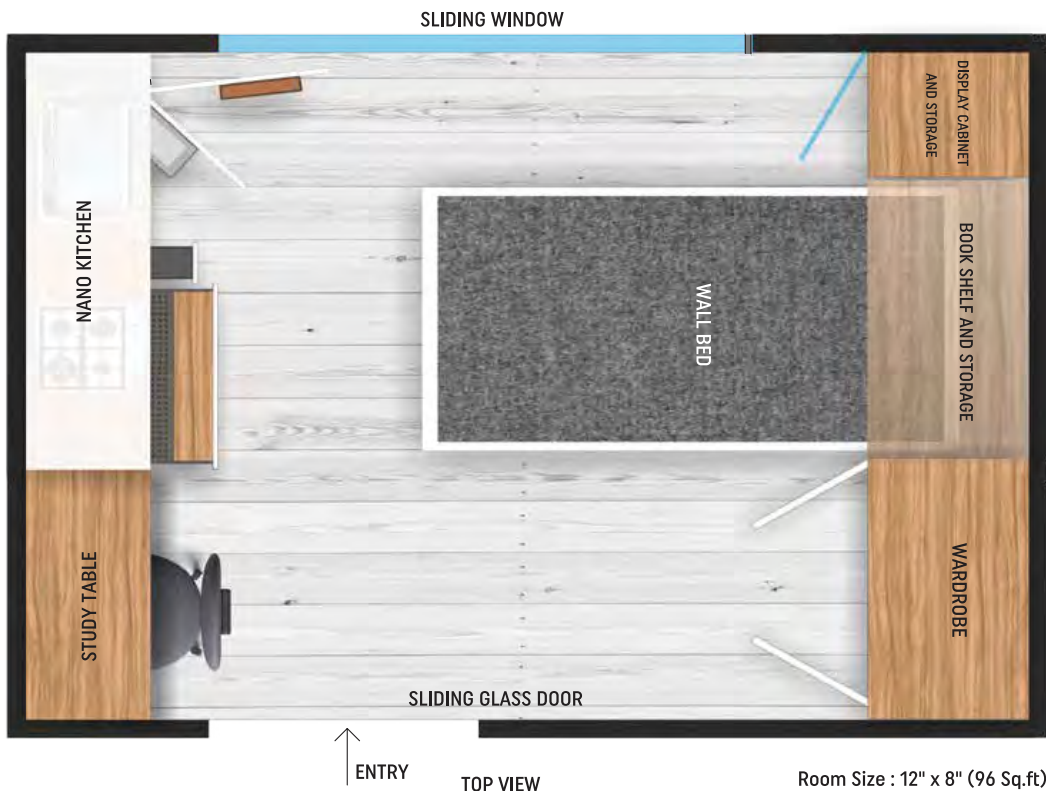 SLIDING WINDOW
DISPLAY CABINET
AND STORAGE
NANO KITCHEN
BOOK SHELF AND STORAGE
WALL BED
STUDY TABLE
WARDROBE
SLIDING GLASS DOOR
ENTRY
TOP VIEW
Room Size : 12" x 8" (96 Sq.ft)